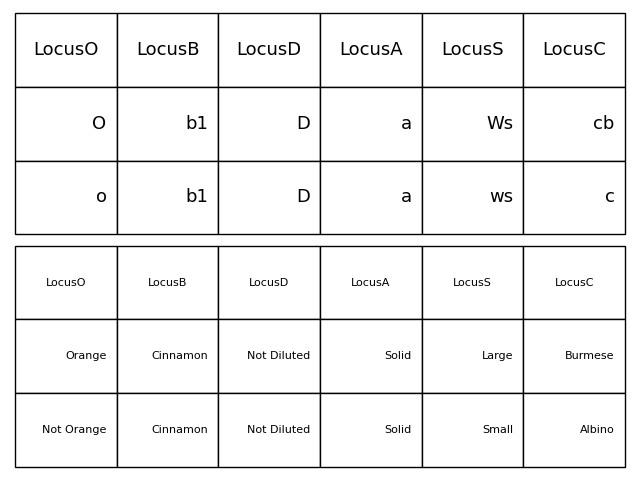 LocusO LocusB LocusD LocusA LocusS LocusC
O b1 D a Ws cb
o b1 D a ws c
LocusO LocusB LocusD LocusA LocusS LocusC
Orange Cinnamon Not Diluted Solid Large Burmese
Not Orange Cinnamon Not Diluted Solid Small Albino